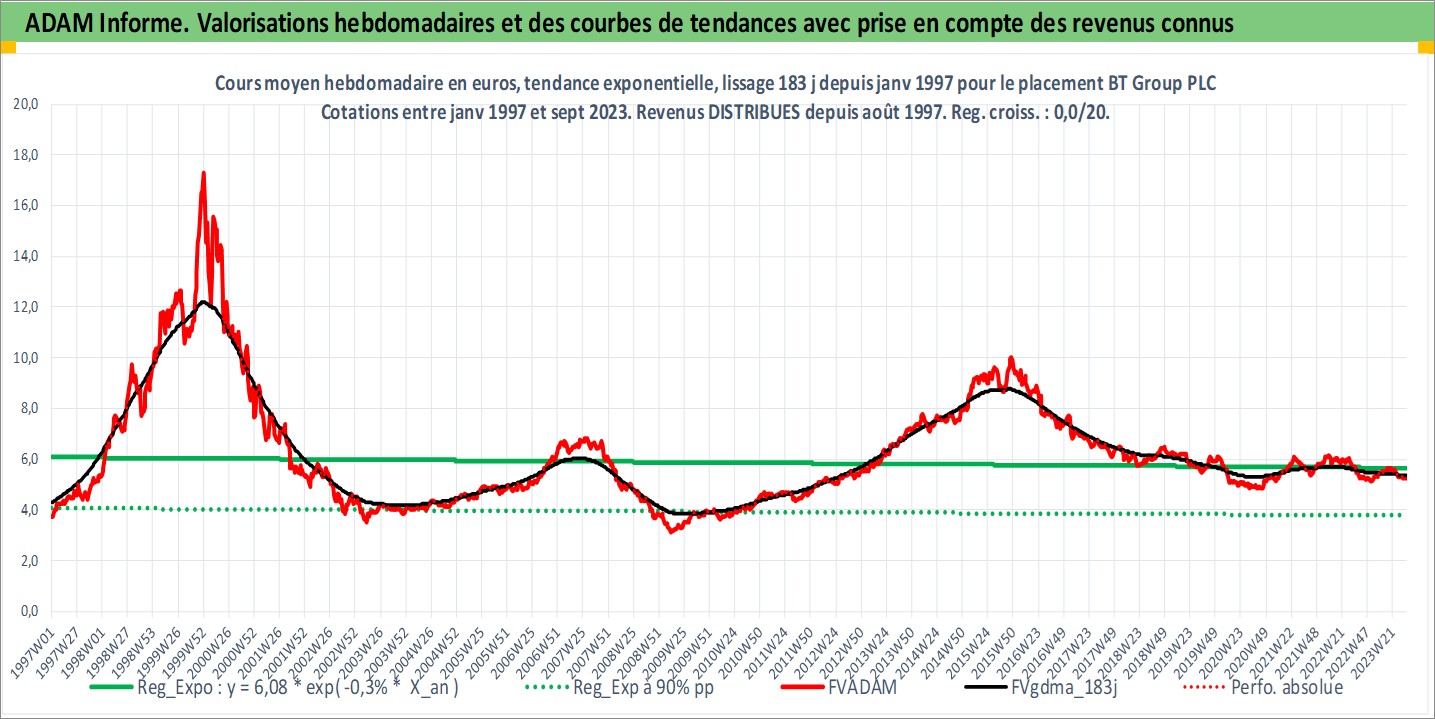 ADAM Informe. Valorisations hebdomadaires et des courbes de tendances avec prise en compte des revenus connus
Cours moyen hebdomadaire en euros, tendance exponentielle, lissage 183 j depuis janv 1997 pour le placement BT Group PLC
Cotations entre janv 1997 et sept 2023. Revenus DISTRIBUES depuis août 1997. Reg. croiss. : 0,0/20.
20,0
18,0
16,0
14,0
12,0
10,0
8,0
6,0
4,0
2,0
0,0
1997W01
1997W27
1998W01
1998W27
1998W53
1999W26
1999W52
2000W26
2000W52
2001W26
2001W52
2002W26
2002W52
2003W26
2003W52
2004W26
2004W52
2005W25
2005W51
2006W25
2006W51
2007W25
2007W51
2008W25
2008W51
2009W25
2009W51
2010W24
2010W50
2011W24
2011W50
2012W24
2012W50
2013W24
2013W50
2014W24
2014W50
2015W24
2015W50
2016W23
2016W49
2017W23
2017W49
2018W23
2018W49
2019W23
2019W49
2020W23
2020W49
2021W22
2021W48
2022W21
2022W47
2023W21
Reg_Expo : y = 6,08 * exp( -0,3% * X_an )
Reg_Exp à 90% pp
FVADAM
FVgdma_183j
Perfo. absolue